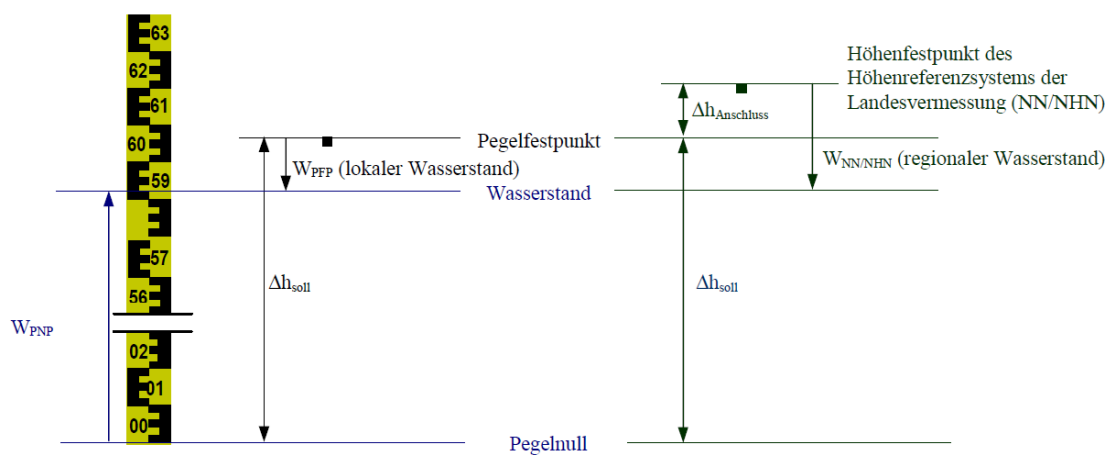 63
62
61
60
59
57
56
02
01
00
W_PNP
Pegelfestpunkt
W_PFP (lokaler Wasserstand)
Wasserstand
Δh_soll
Pegelnull
Höhenfestpunkt des
Höhenreferenzsystems der
Landesvermessung (NN/NHN)
Δh_Anschluss
W_NN/NHN (regionaler Wasserstand)
Δh_soll